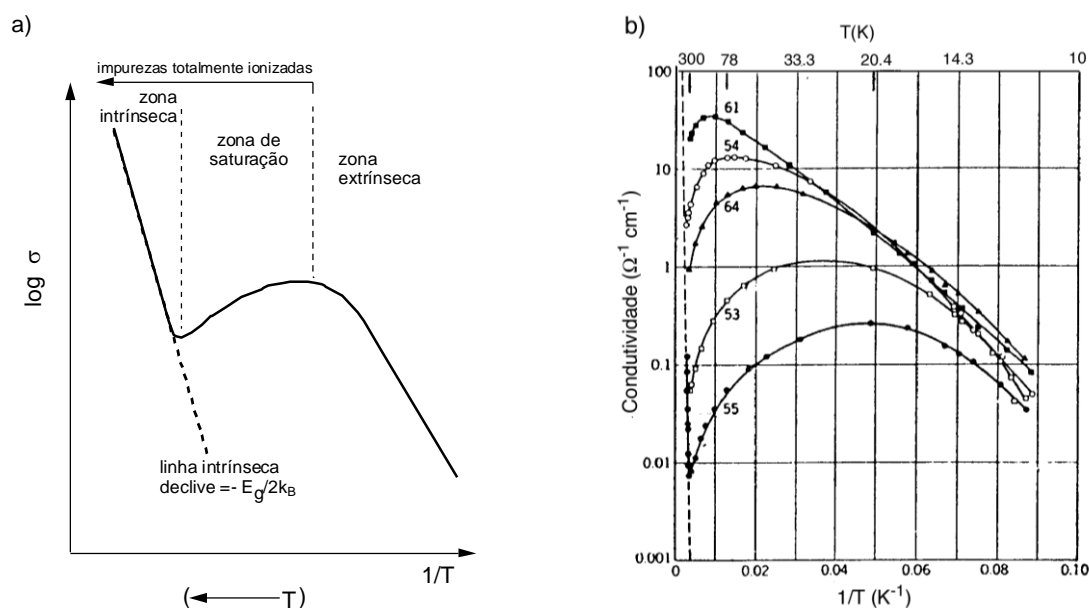 a)
impurezas totalmente ionizadas
zona
intrínseca
zona de
saturação
zona
extrínseca
log σ
linha intrínseca
declive =- Eg/2kB
1/T
( T)
b)
T(K)
300 78 33.3 20.4 14.3 10
100
10
1
0.1
0.01
0.001
61
54
64
53
55
Condutividade (Ω⁻¹ cm⁻¹)
0 0.02 0.04 0.06 0.08 0.10
1/T (K⁻¹)